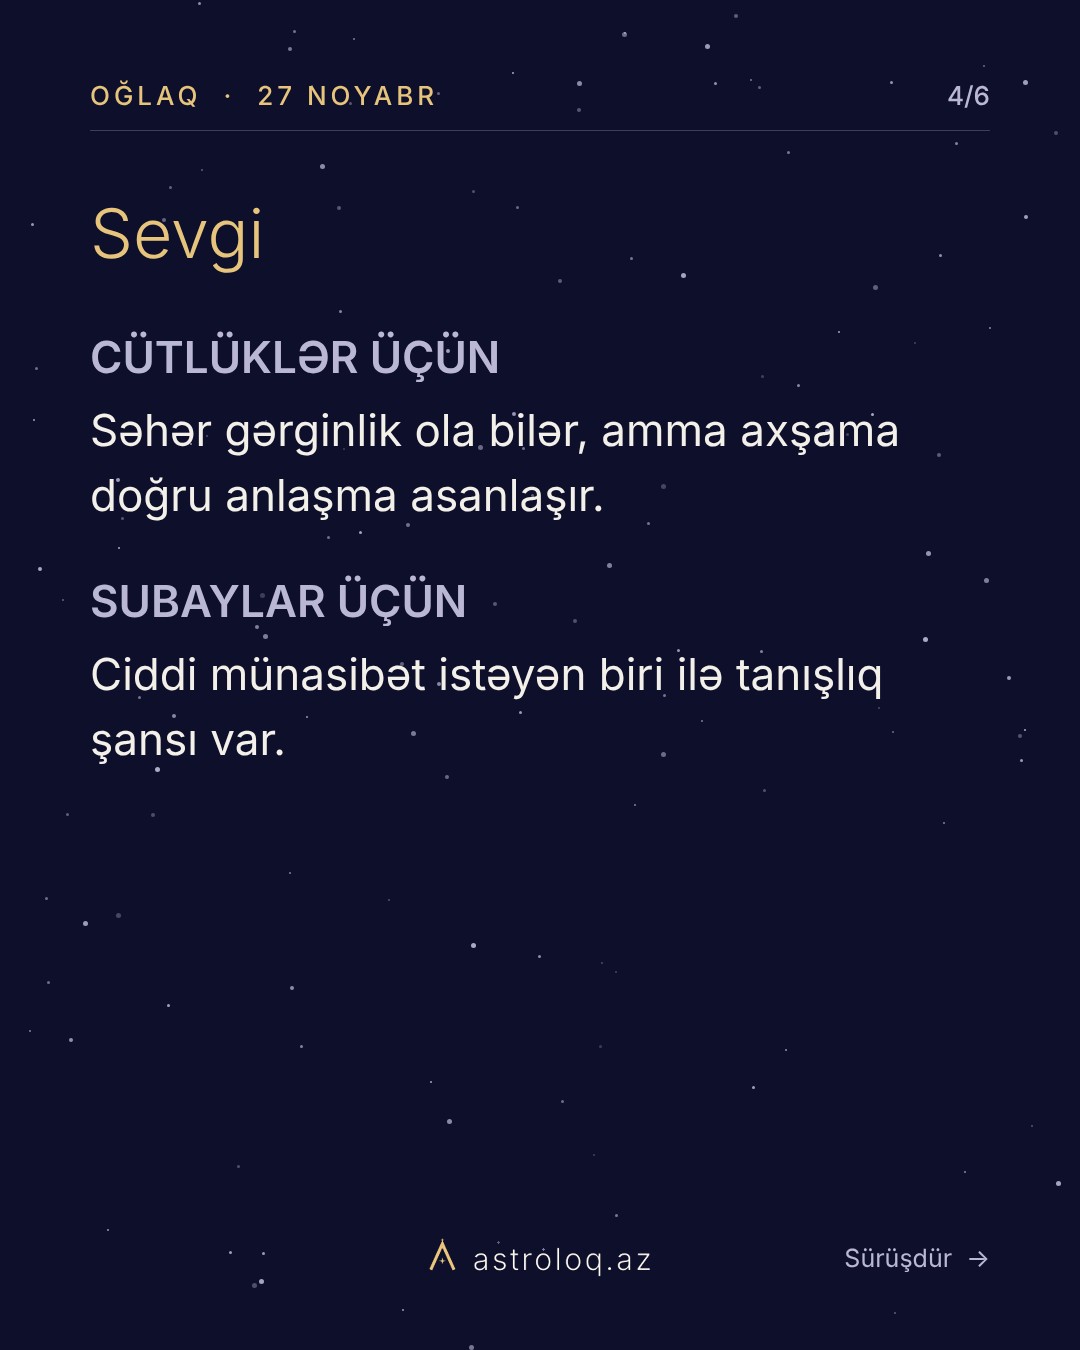 OĞLAQ · 27 NOYABR
4/6
Sevgi
CÜTLÜKLƏR ÜÇÜN
Səhər gərginlik ola bilər, amma axşama
doğru anlaşma asanlaşır.
SUBAYLAR ÜÇÜN
Ciddi münasibət istəyən biri ilə tanışlıq
şansı var.
astroloq.az
Sürüşdür →